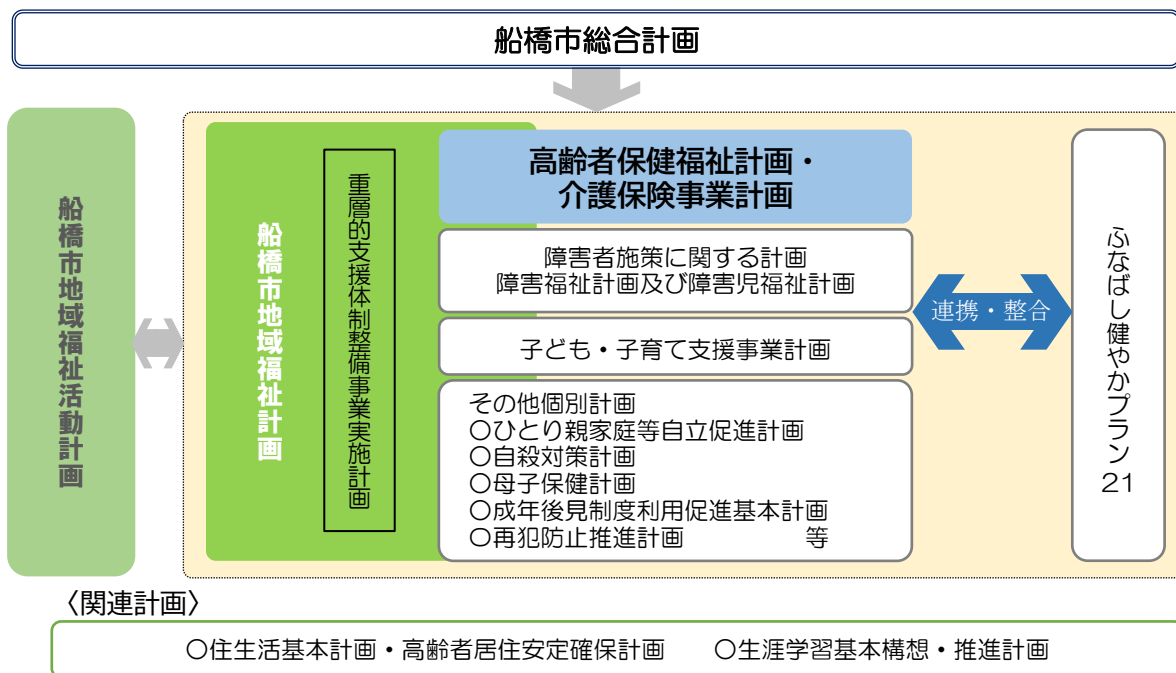 船橋市総合計画
船橋市地域福祉活動計画
船橋市地域福祉計画
重層的支援体制整備事業実施計画
高齢者保健福祉計画・
介護保険事業計画
障害者施策に関する計画
障害福祉計画及び障害児福祉計画
子ども・子育て支援事業計画
その他個別計画
○ひとり親家庭等自立促進計画
○自殺対策計画
○母子保健計画
○成年後見制度利用促進基本計画
○再犯防止推進計画　　　　　等
連携・整合
ふなばし健やかプラン21
〈関連計画〉
○住生活基本計画・高齢者居住安定確保計画　　○生涯学習基本構想・推進計画